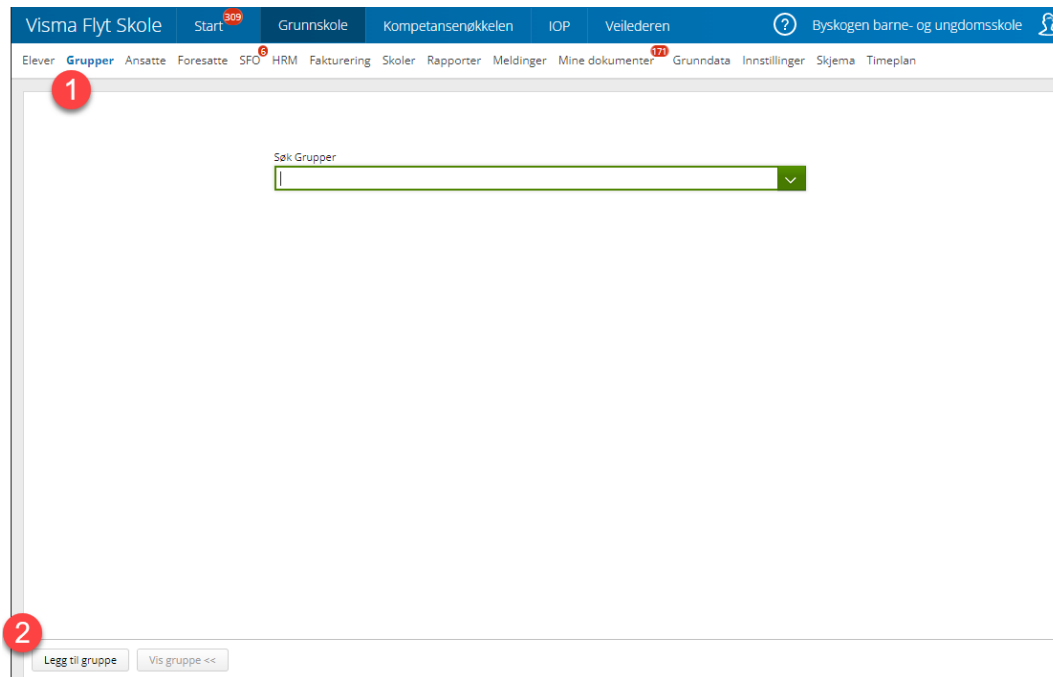 Visma Flyt Skole Start 309 Grunnskole Kompetansenøkkelen IOP Veilederen ? Byskogen barne- og ungdomsskole
Elever Grupper Ansatte Foresatte SFO 6 HRM Fakturering Skoler Rapporter Meldinger Mine dokumenter 171 Grunndata Innstillinger Skjema Timeplan
1
Søk Grupper
2
Legg til gruppe Vis gruppe <<